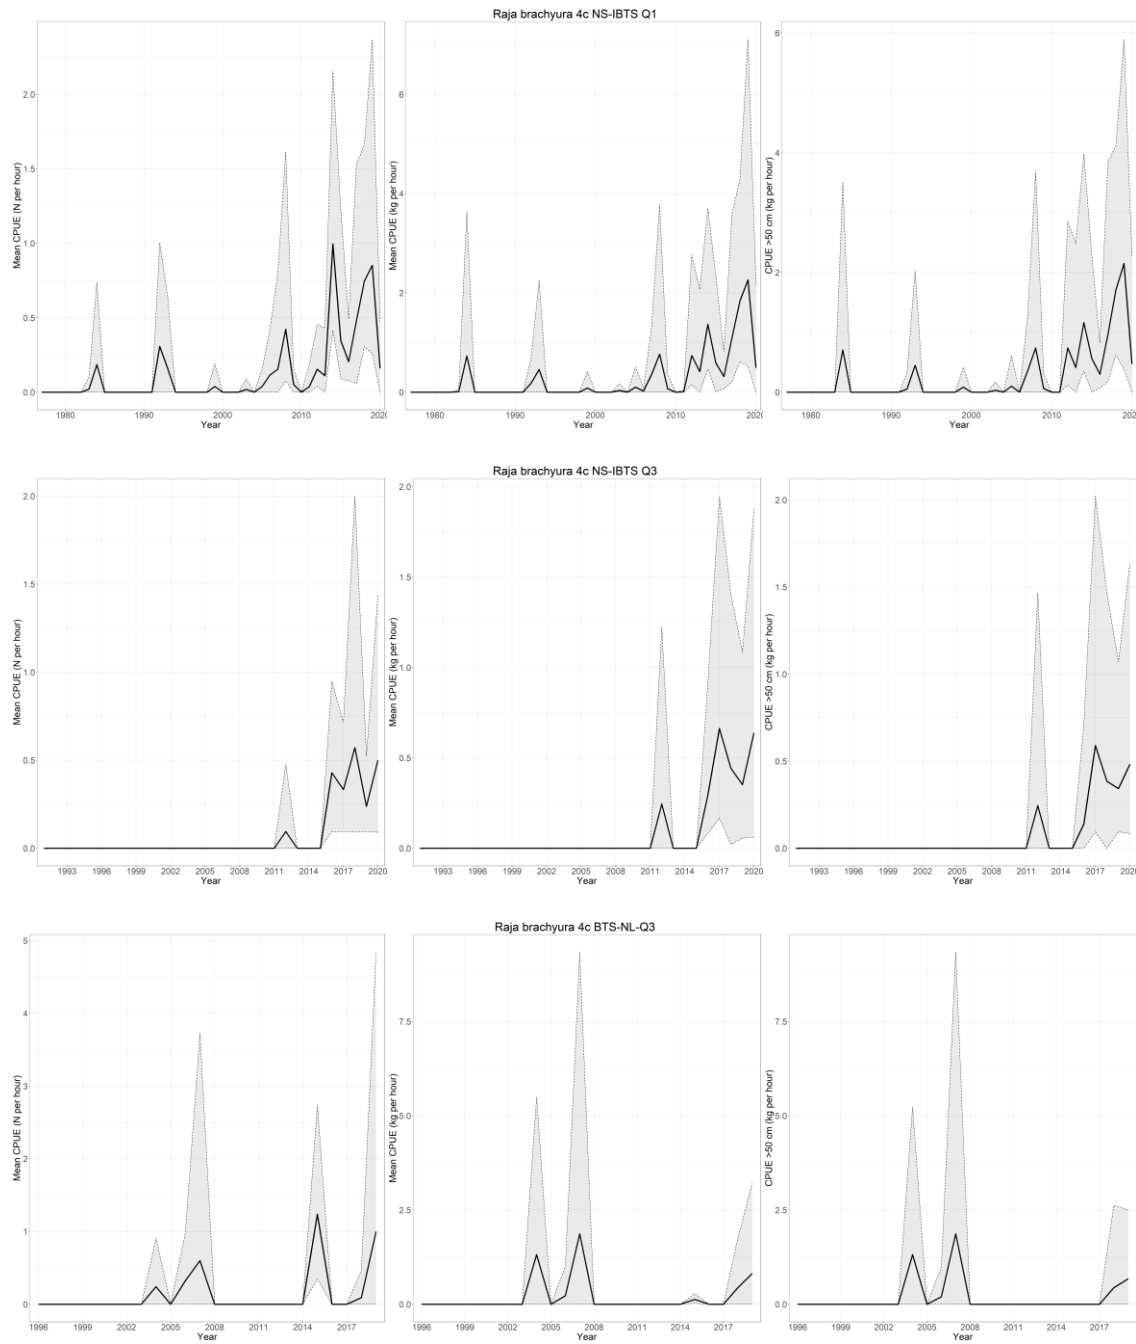 Raja brachyura 4c NS-IBTS Q1
Mean CPUE (N per hour)
2.0
1.5
1.0
0.5
0.0
1980 1990 2000 2010 2020
Year
Mean CPUE (kg per hour)
6
4
2
0
1980 1990 2000 2010 2020
Year
CPUE >50 cm (kg per hour)
6
4
2
0
1980 1990 2000 2010 2020
Year
Raja brachyura 4c NS-IBTS Q3
Mean CPUE (N per hour)
2.0
1.5
1.0
0.5
0.0
1993 1996 1999 2002 2005 2008 2011 2014 2017 2020
Year
Mean CPUE (kg per hour)
2.0
1.5
1.0
0.5
0.0
1993 1996 1999 2002 2005 2008 2011 2014 2017 2020
Year
CPUE >50 cm (kg per hour)
2.0
1.5
1.0
0.5
0.0
1993 1996 1999 2002 2005 2008 2011 2014 2017 2020
Year
Raja brachyura 4c BTS-NL-Q3
Mean CPUE (N per hour)
5
4
3
2
1
0
1996 1999 2002 2005 2008 2011 2014 2017
Year
Mean CPUE (kg per hour)
7.5
5.0
2.5
0.0
1996 1999 2002 2005 2008 2011 2014 2017
Year
CPUE >50 cm (kg per hour)
7.5
5.0
2.5
0.0
1996 1999 2002 2005 2008 2011 2014 2017
Year